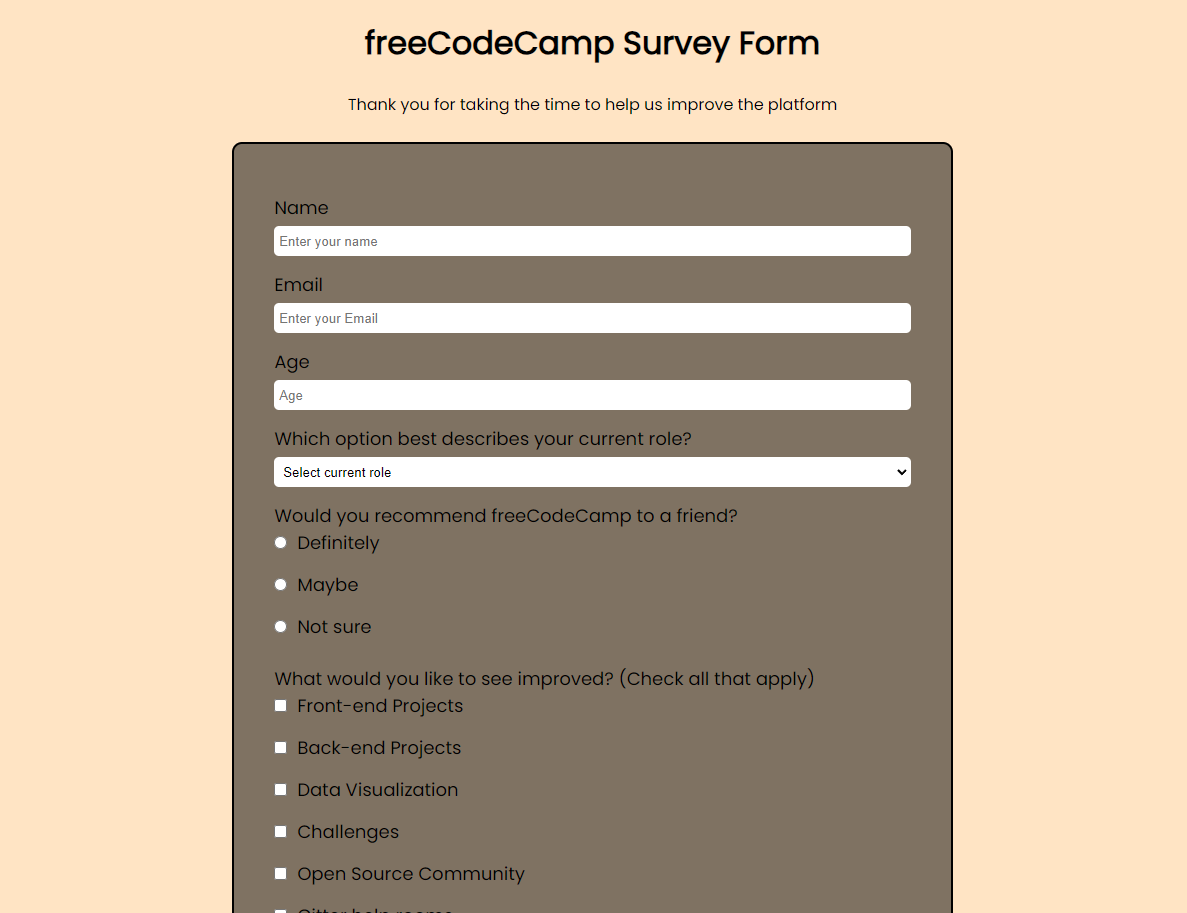 freeCodeCamp Survey Form
Thank you for taking the time to help us improve the platform
Name
Enter your name
Email
Enter your Email
Age
Age
Which option best describes your current role?
Select current role
Would you recommend freeCodeCamp to a friend?
Definitely
Maybe
Not sure
What would you like to see improved? (Check all that apply)
Front-end Projects
Back-end Projects
Data Visualization
Challenges
Open Source Community
Gitter help rooms